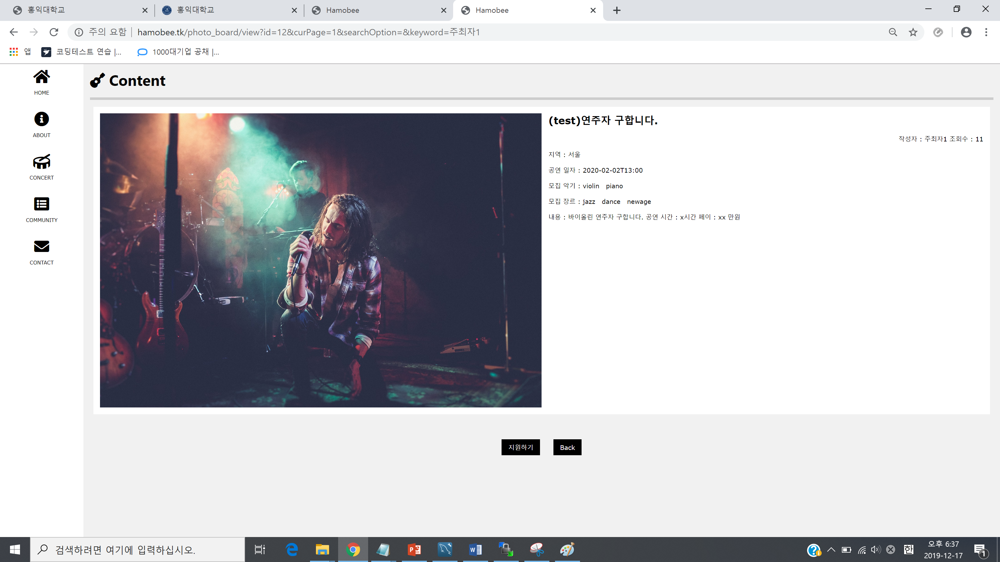 홍익대학교
홍익대학교
Hamobee
Hamobee
주의 요함 | hamobee.tk/photo_board/view?id=12&curPage=1&searchOption=&keyword=주최자1
앱
코딩테스트 연습 |...
1000대기업 공채 |...
HOME
ABOUT
CONCERT
COMMUNITY
CONTACT
Content
(test)연주자 구합니다.
작성자 : 주최자1 조회수 : 11
지역 : 서울
공연 일자 : 2020-02-02T13:00
모집 악기 : violin piano
모집 장르 : jazz dance newage
내용 : 바이올린 연주자 구합니다. 공연 시간 : x시간 페이 : xx 만원
지원하기
Back
검색하려면 여기에 입력하십시오.
한
오후 6:37
2019-12-17
1